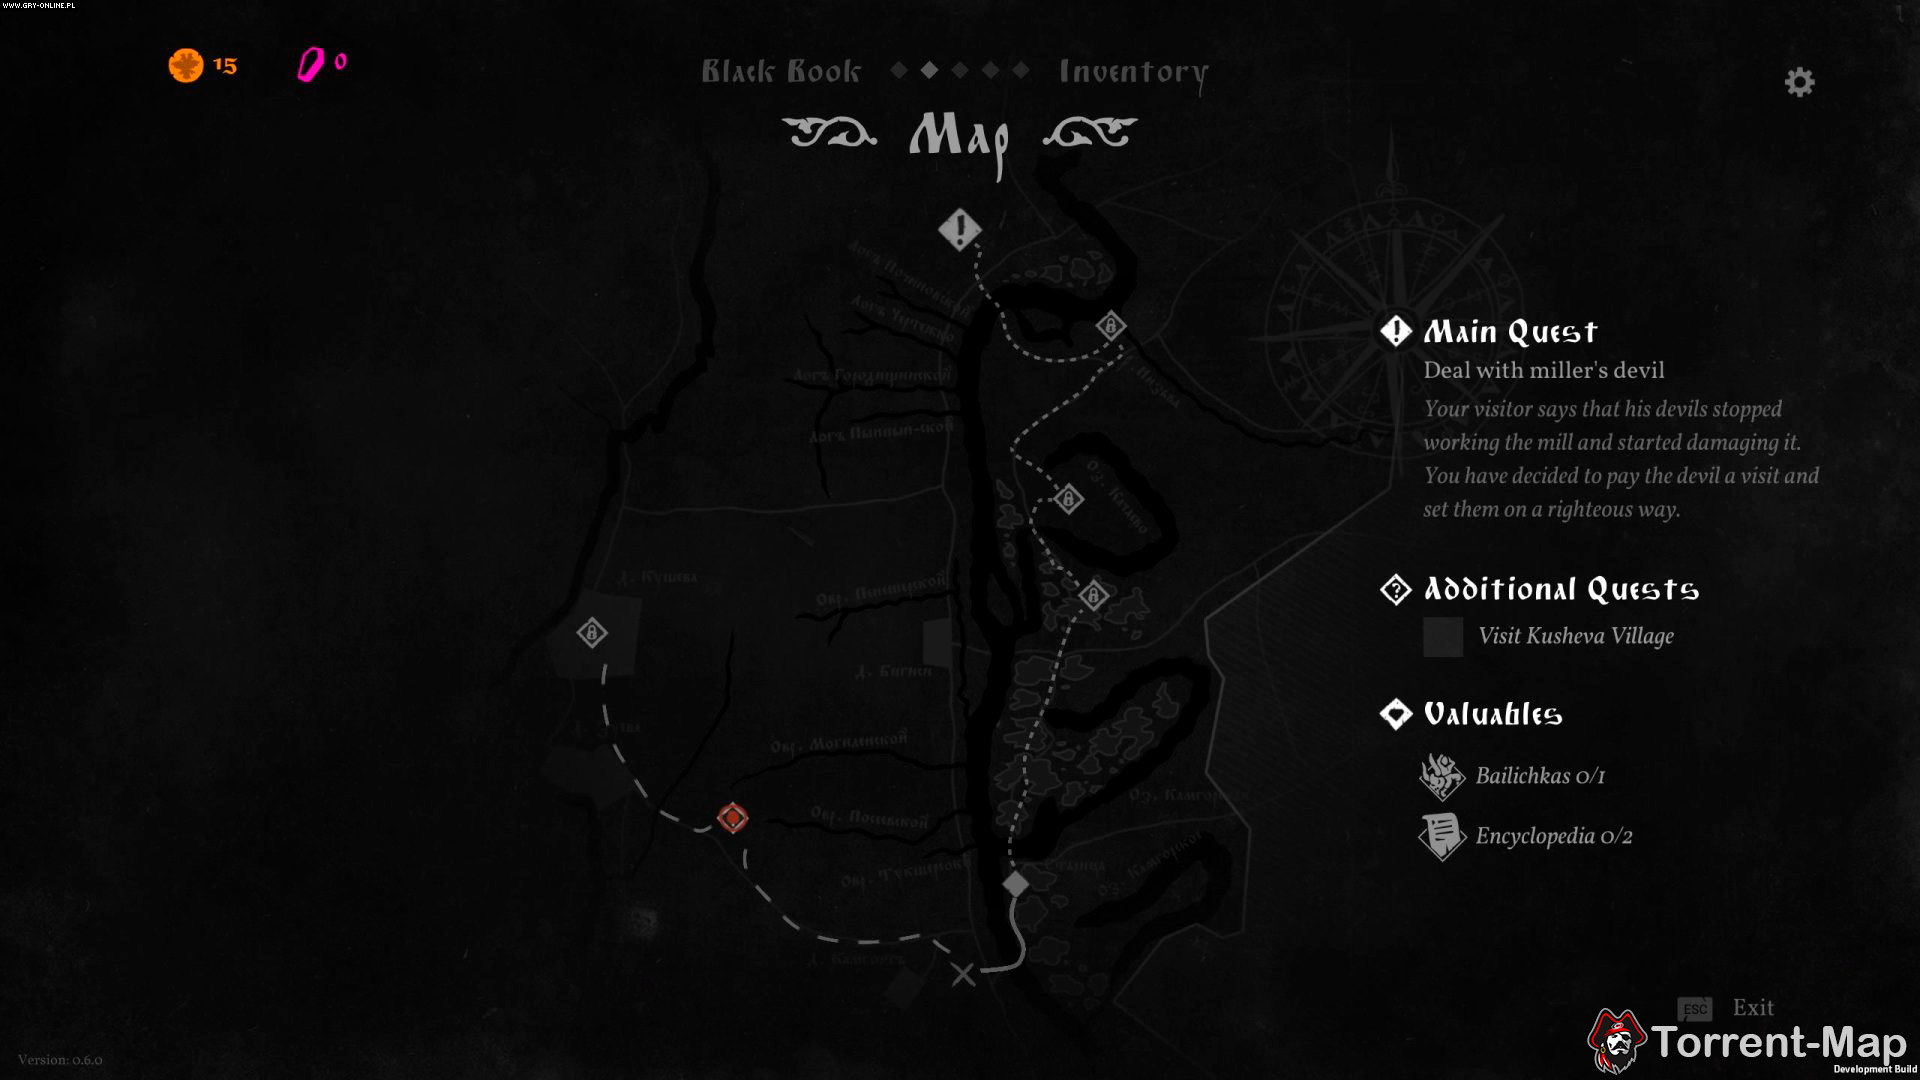 WWW.GRY-ONLINE.PL
15
0
Black Book
Inventory
Map
Main Quest
Deal with miller's devil
Your visitor says that his devils stopped
working the mill and started damaging it.
You have decided to pay the devil a visit and
set them on a righteous way.
Additional Quests
Visit Kusheva Village
Valuables
Bailichkas 0/1
Encyclopedia 0/2
д. Кушева
Обр. Могиленской
ESC
Exit
Version: 0.6.0
Torrent-Map
Development Build